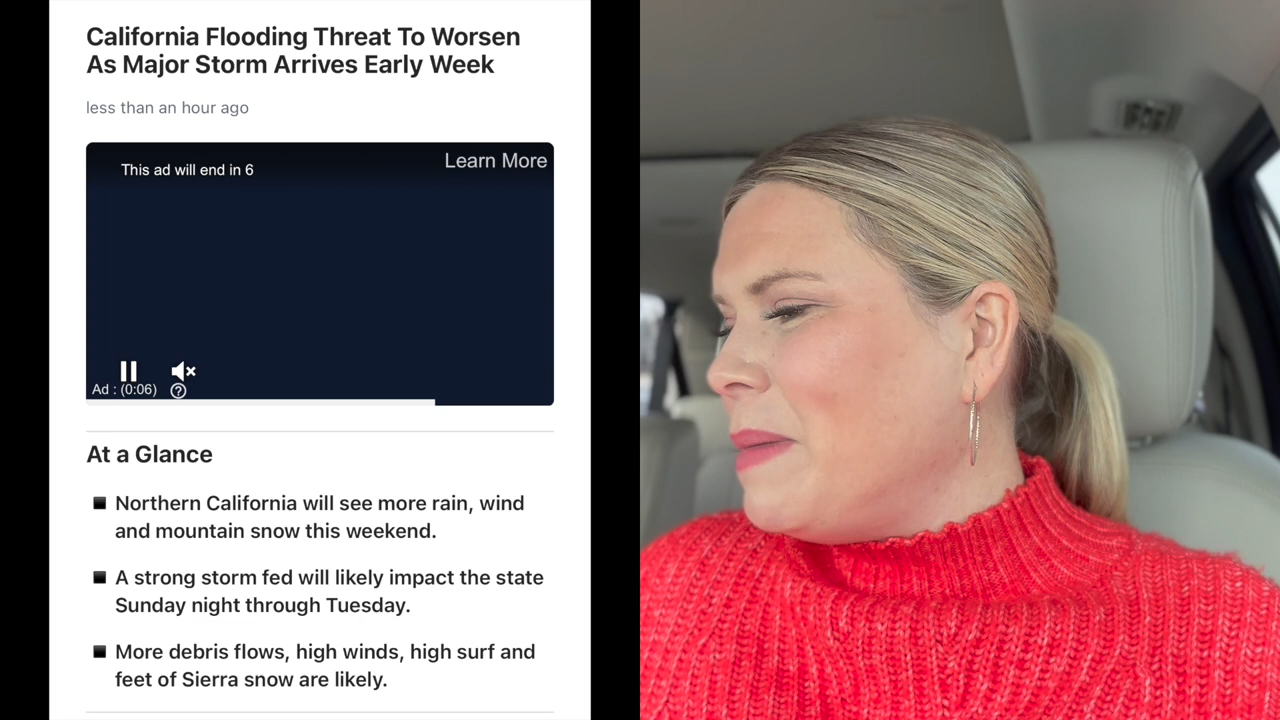 California Flooding Threat To Worsen
As Major Storm Arrives Early Week
less than an hour ago
This ad will end in 6
Learn More
Ad : (0:06)
?
At a Glance
Northern California will see more rain, wind
and mountain snow this weekend.
A strong storm fed will likely impact the state
Sunday night through Tuesday.
More debris flows, high winds, high surf and
feet of Sierra snow are likely.